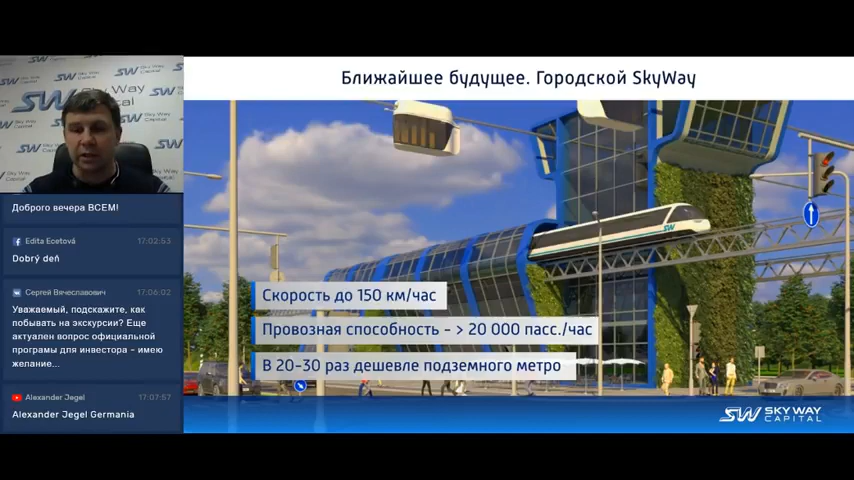 Ближайшее будущее. Городской SkyWay
Скорость до 150 км/час
Провозная способность - > 20 000 пасс./час
В 20-30 раз дешевле подземного метро
SW SKY WAY
CAPITAL
SW
Доброго вечера ВСЕМ!
Edita Ecetová 17:02:53
Dobrý deň
Сергей Вячеславович 17:06:02
Уважаемый, подскажите, как
побывать на экскурсии? Еще
актуален вопрос официальной
програмы для инвестора - имею
желание...
Alexander Jegel 17:07:57
Alexander Jegel Germania